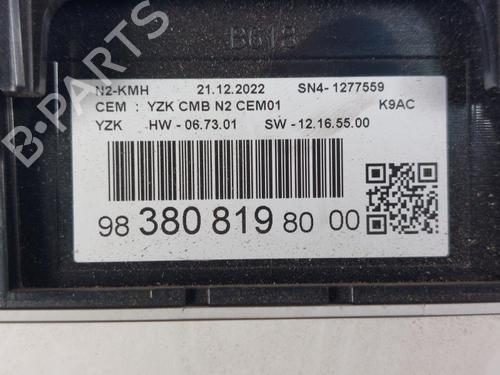 B618
N2-KMH 21.12.2022 SN4-1277559
CEM : YZK CMB N2 CEM01 K9AC
YZK HW - 06.73.01 SW - 12.16.55.00
98 380 819 80 00
B-PARTS